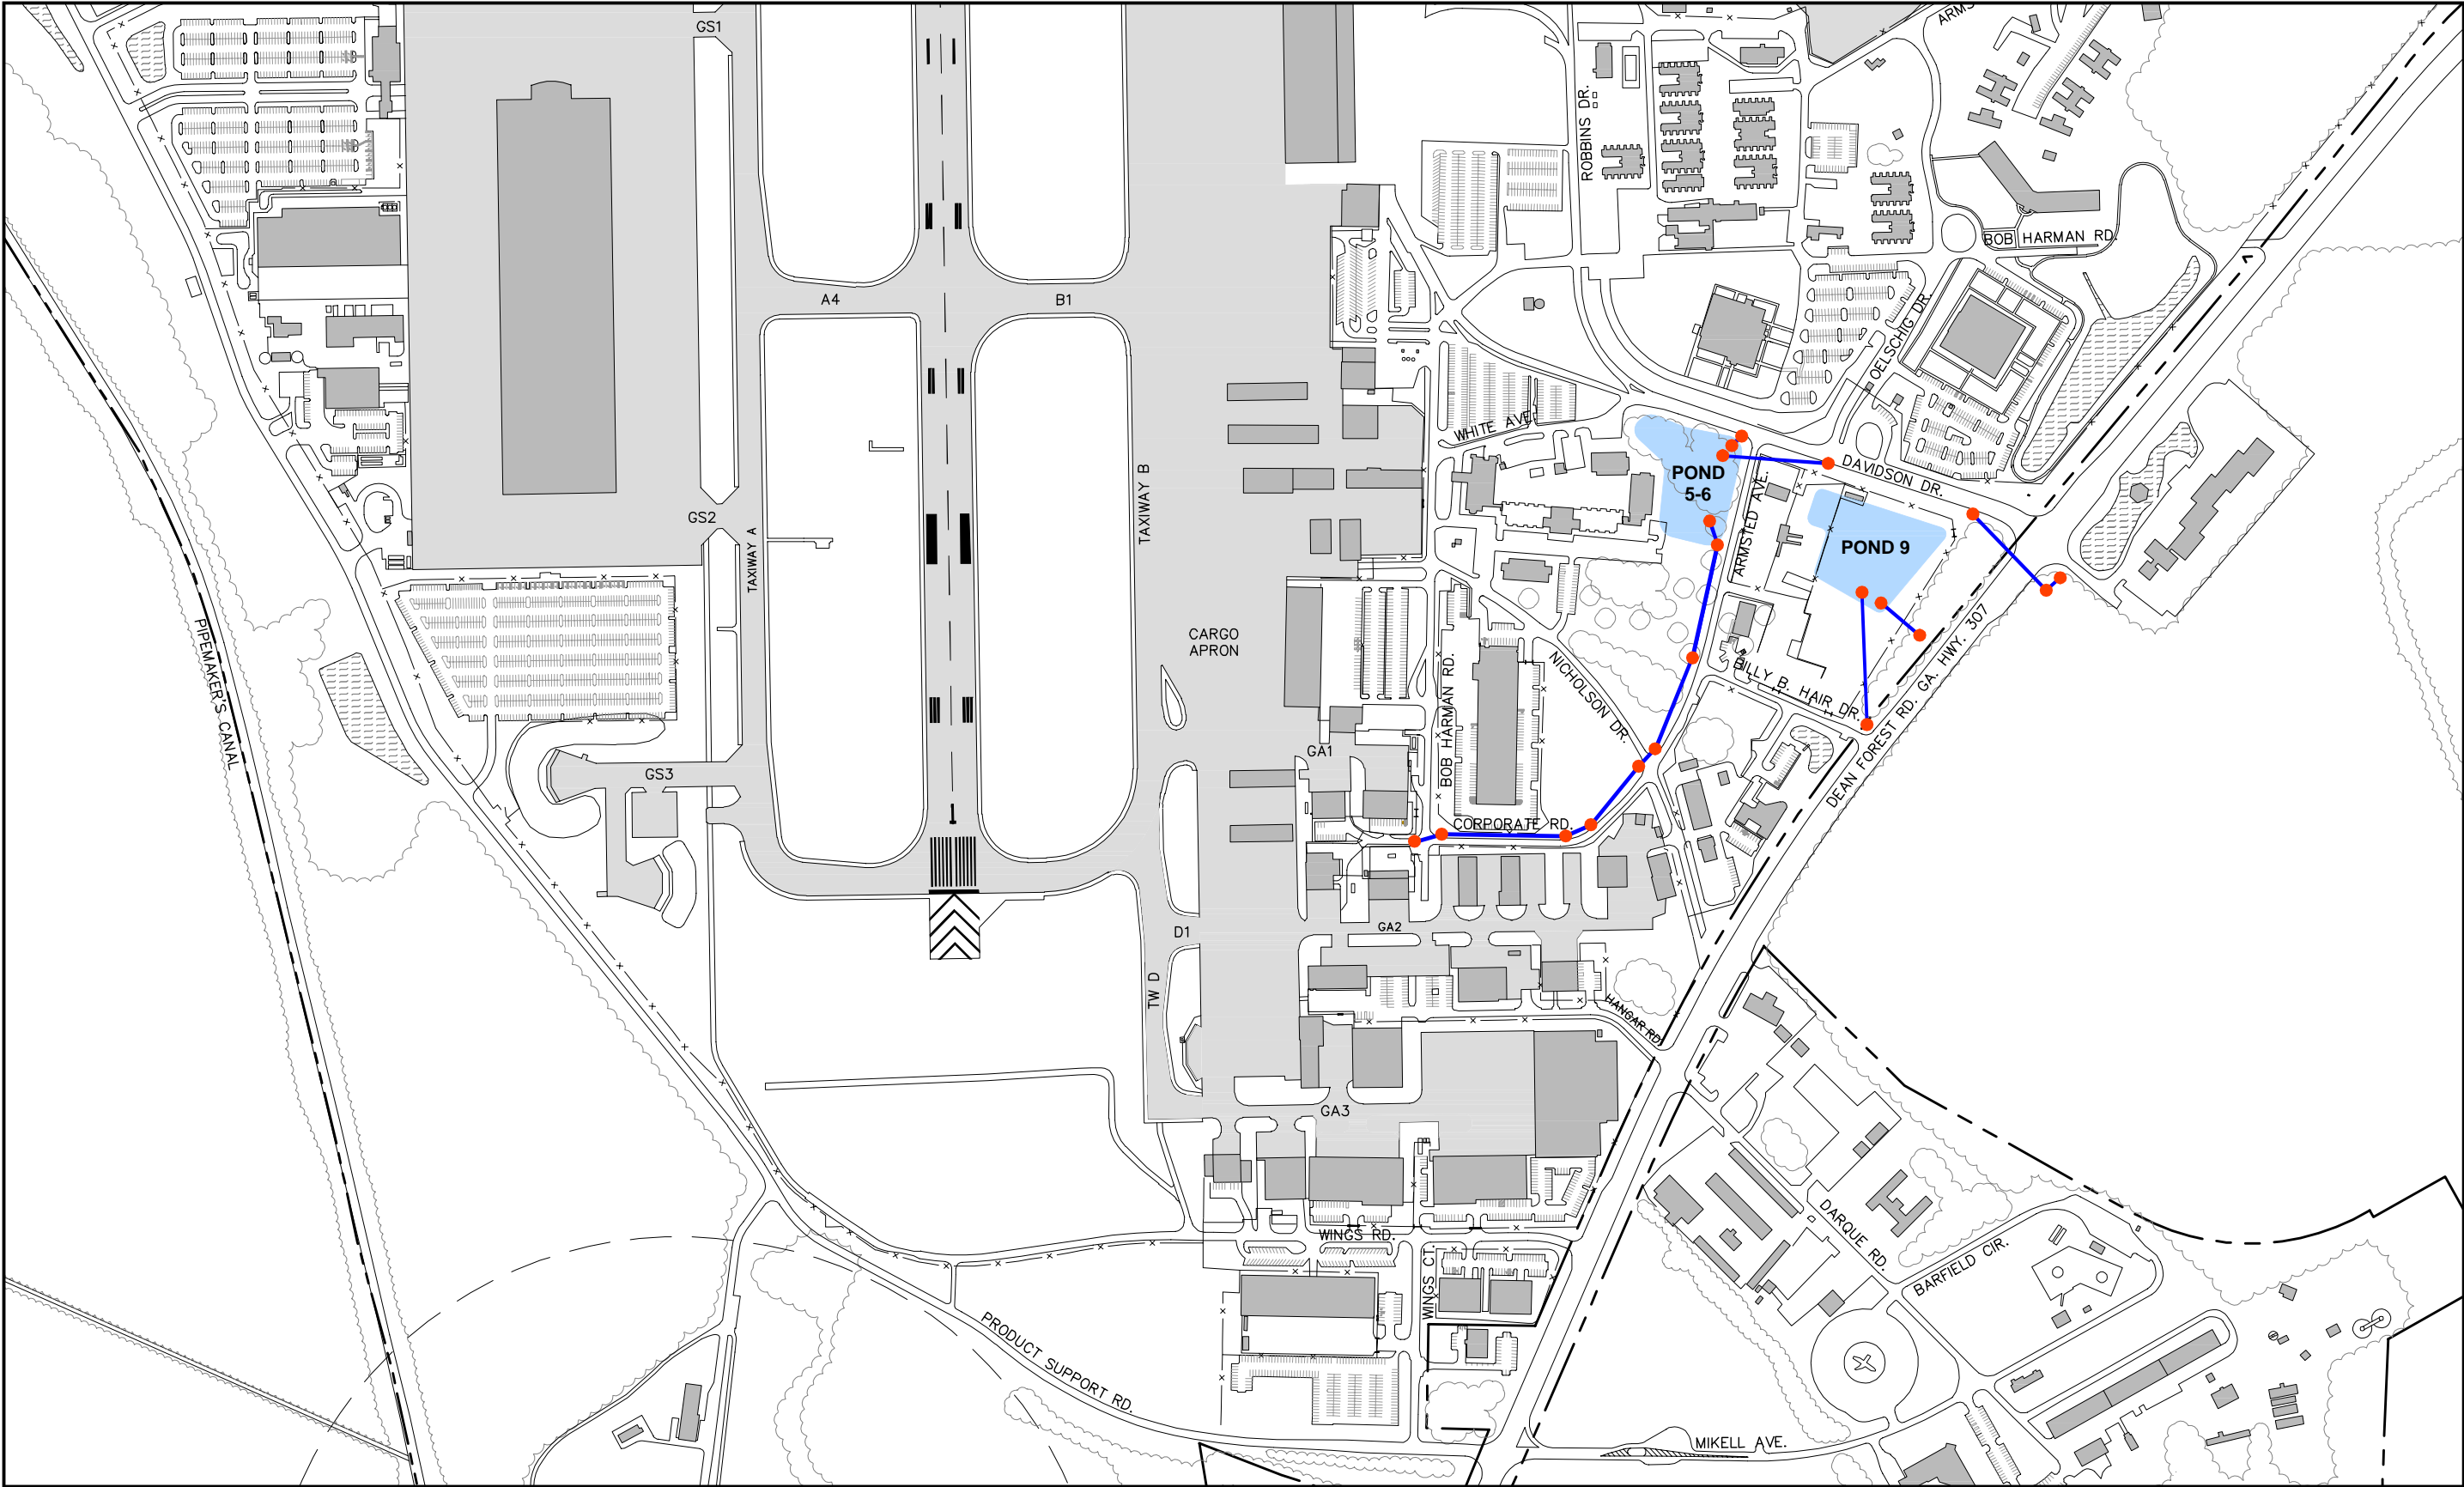 GS1
ARMS
ROBBINS DR.
BOB HARMAN RD.
A4
B1
OELSCHIG DR.
WHITE AVE.
POND
5-6
DAVIDSON DR.
TAXIWAY B
GS2
TAXIWAY A
ARMSTED AVE.
POND 9
PIPEMAKER'S CANAL
CARGO
APRON
NICHOLSON DR.
BOB HARMAN RD.
BILLY B. HAIR DR.
DEAN FOREST RD. GA. HWY. 307
GA1
GS3
CORPORATE RD.
D1
GA2
TW D
HANGAR RD.
GA3
WINGS RD.
WINGS CT.
DARQUE RD.
BARFIELD CIR.
PRODUCT SUPPORT RD.
MIKELL AVE.